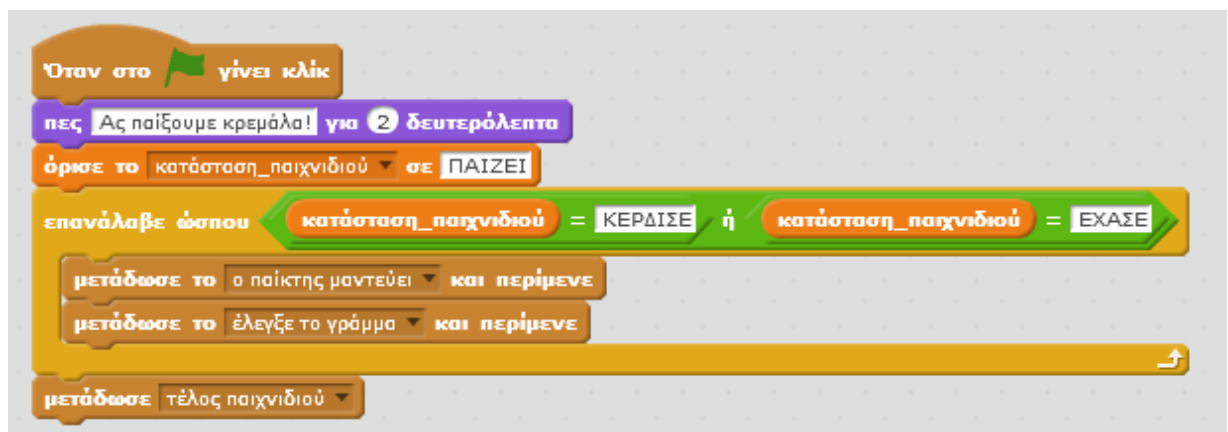 Όταν στο γίνει κλίκ
πες Ας παίξουμε κρεμάλα! για 2 δευτερόλεπτα
όρισε το κατάσταση_παιχνιδιού σε ΠΑΙΖΕΙ
επανάλαβε ώσπου κατάσταση_παιχνιδιού = ΚΕΡΔΙΣΕ ή κατάσταση_παιχνιδιού = ΕΧΑΣΕ
μετάδωσε το ο παίκτης μαντεύει και περίμενε
μετάδωσε το έλεγξε το γράμμα και περίμενε
μετάδωσε τέλος παιχνιδιού